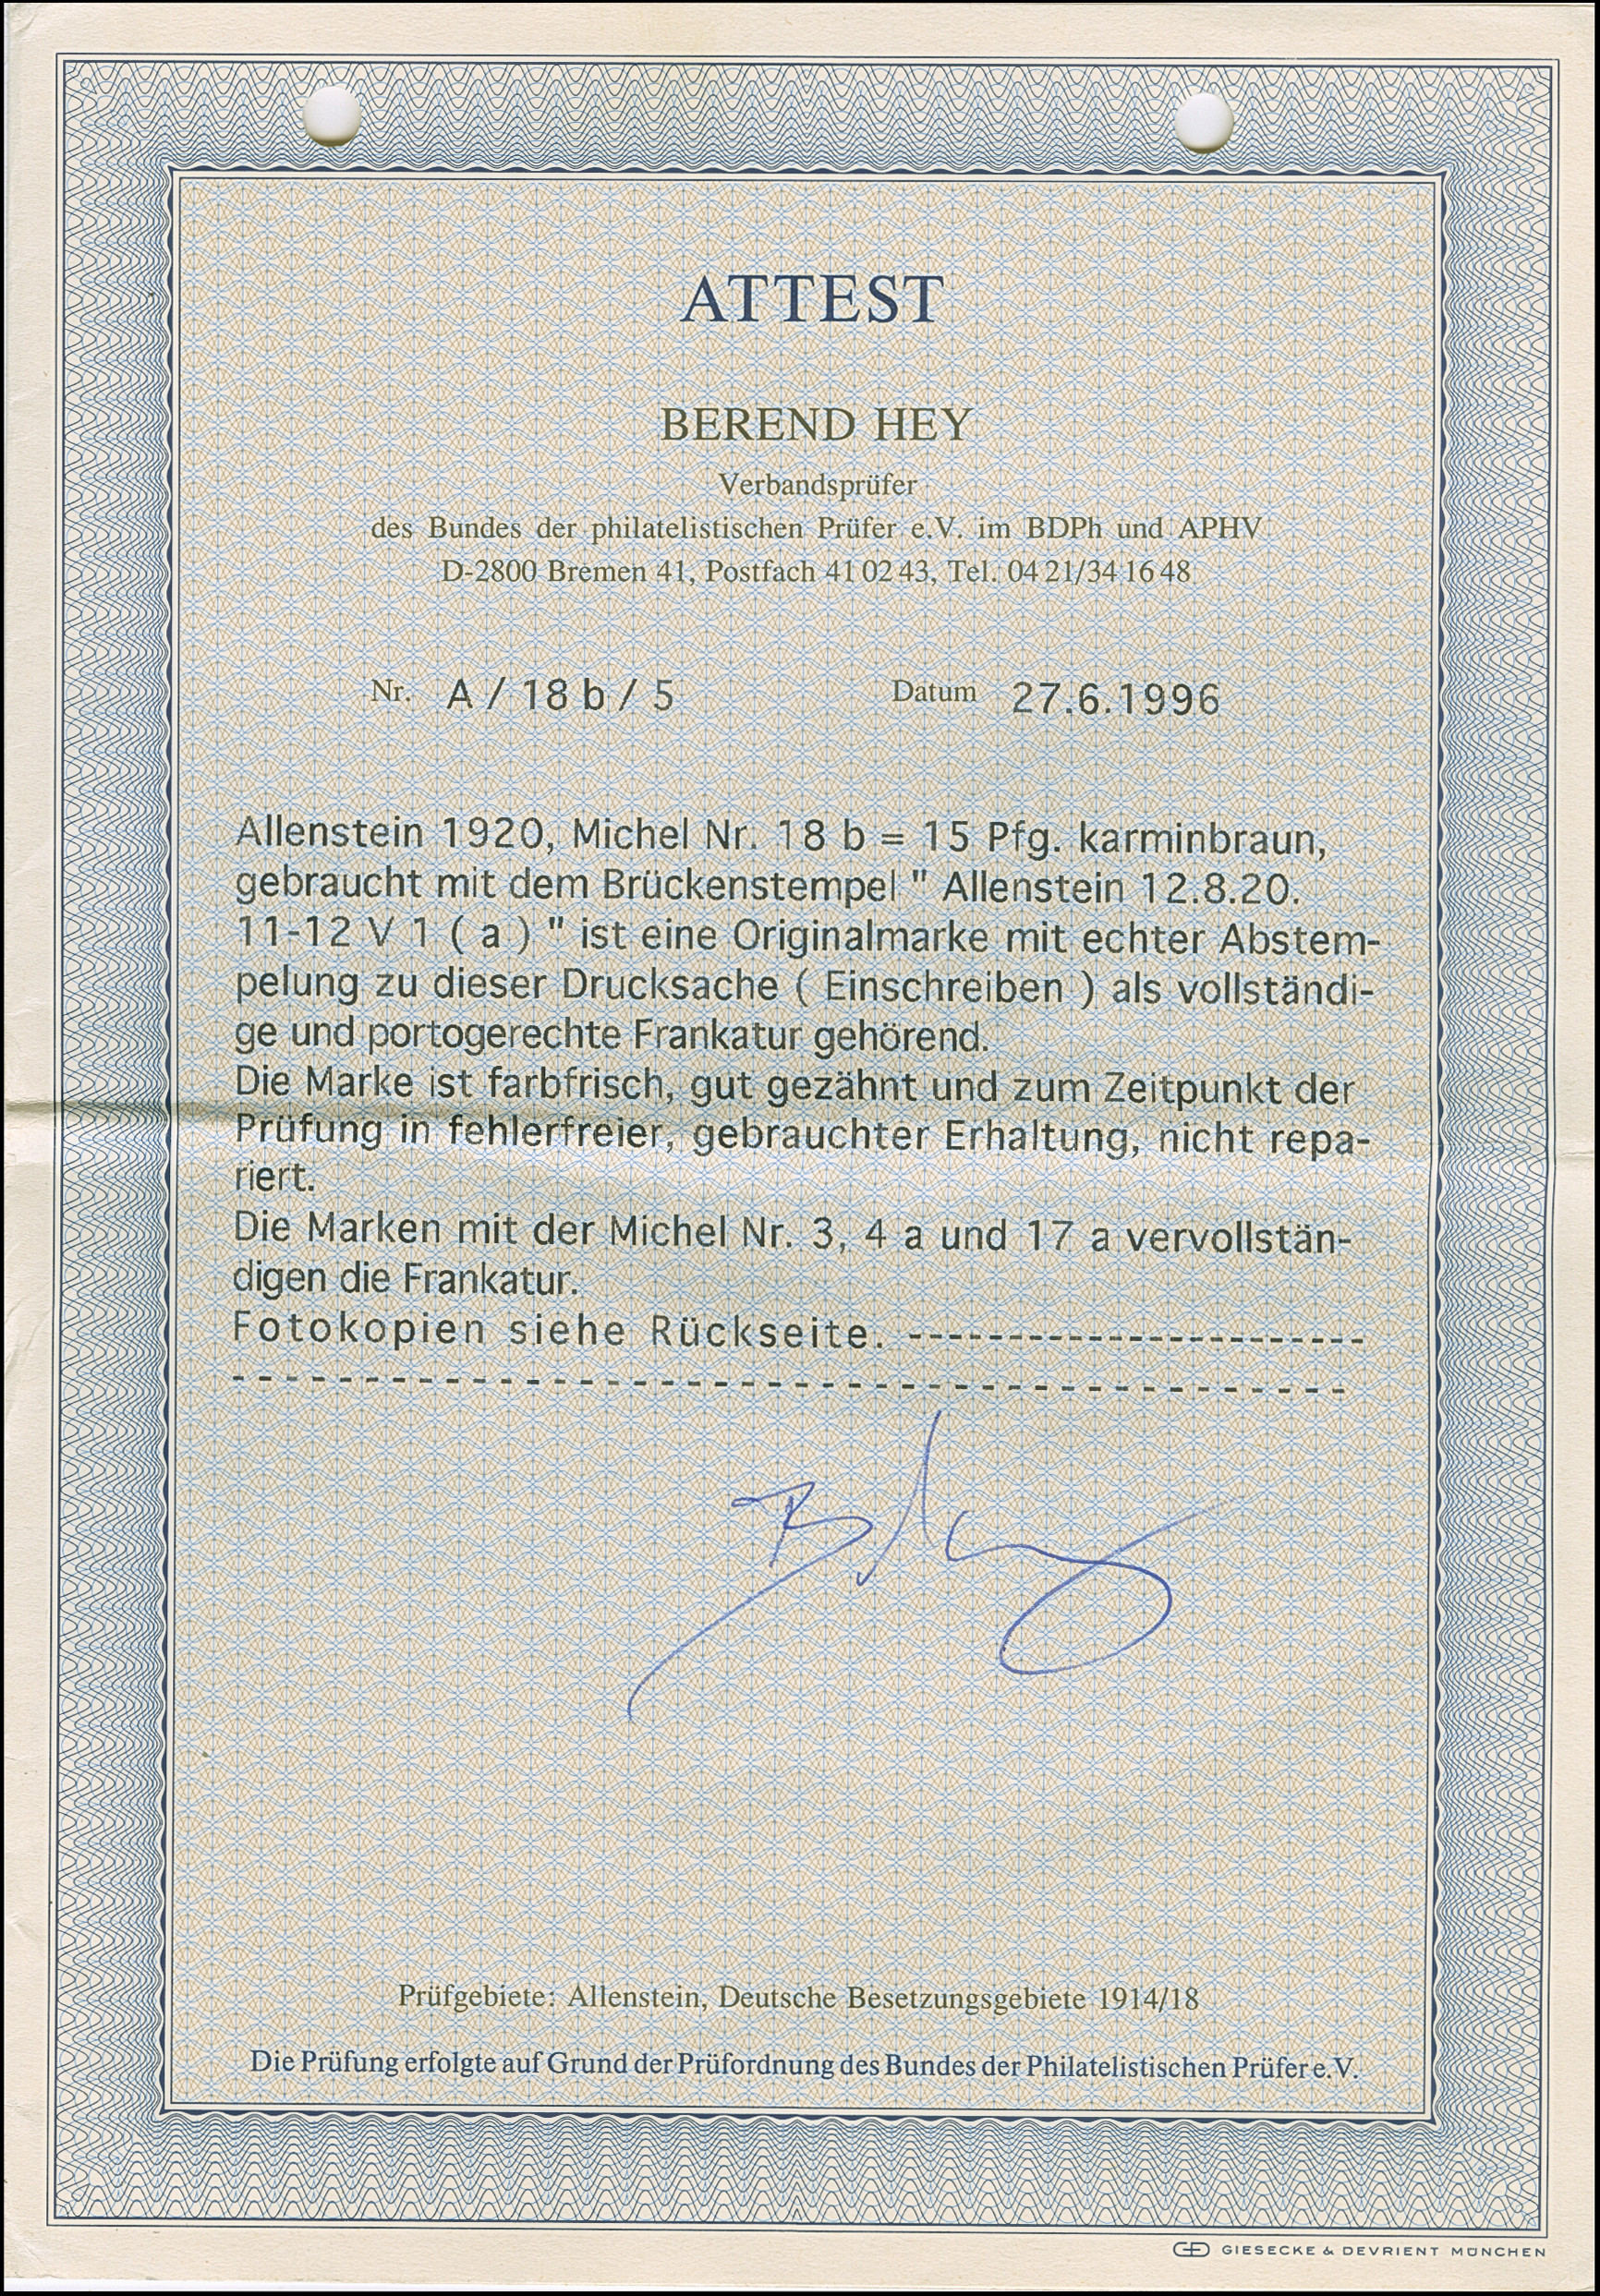 ATTEST
BEREND HEY
Verbandsprüfer
des Bundes der philatelistischen Prüfer e.V. im BDPh und APHV
D-2800 Bremen 41, Postfach 41 02 43, Tel. 04 21/34 16 48
Nr. A / 18 b / 5 Datum 27.6.1996
Allenstein 1920, Michel Nr. 18 b = 15 Pfg. karminbraun,
gebraucht mit dem Brückenstempel " Allenstein 12.8.20.
11-12 V 1 ( a ) " ist eine Originalmarke mit echter Abstem-
pelung zu dieser Drucksache ( Einschreiben ) als vollständi-
ge und portogerechte Frankatur gehörend.
Die Marke ist farbfrisch, gut gezähnt und zum Zeitpunkt der
Prüfung in fehlerfreier, gebrauchter Erhaltung, nicht repa-
riert.
Die Marken mit der Michel Nr. 3, 4 a und 17 a vervollstän-
digen die Frankatur.
Fotokopien siehe Rückseite. -----------------------
------------------------------------------
Prüfgebiete: Allenstein, Deutsche Besetzungsgebiete 1914/18
Die Prüfung erfolgte auf Grund der Prüfordnung des Bundes der Philatelistischen Prüfer e.V.
GIESECKE & DEVRIENT MÜNCHEN